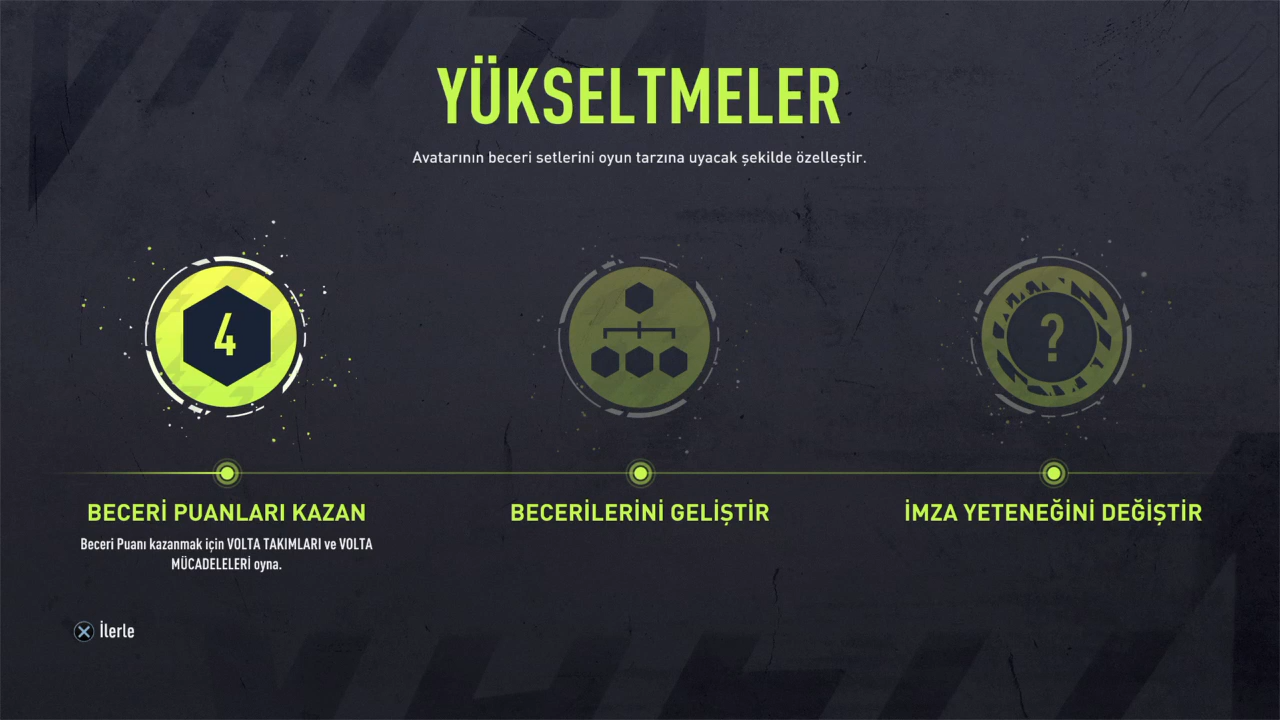 YÜKSELTMELER
Avatarının beceri setlerini oyun tarzına uyacak şekilde özelleştir.
4
?
BECERİ PUANLARI KAZAN
BECERİLERİNİ GELİŞTİR
İMZA YETENEĞİNİ DEĞİŞTİR
Beceri Puanı kazanmak için VOLTA TAKIMLARI ve VOLTA
MÜCADELELERİ oyna.
İlerle